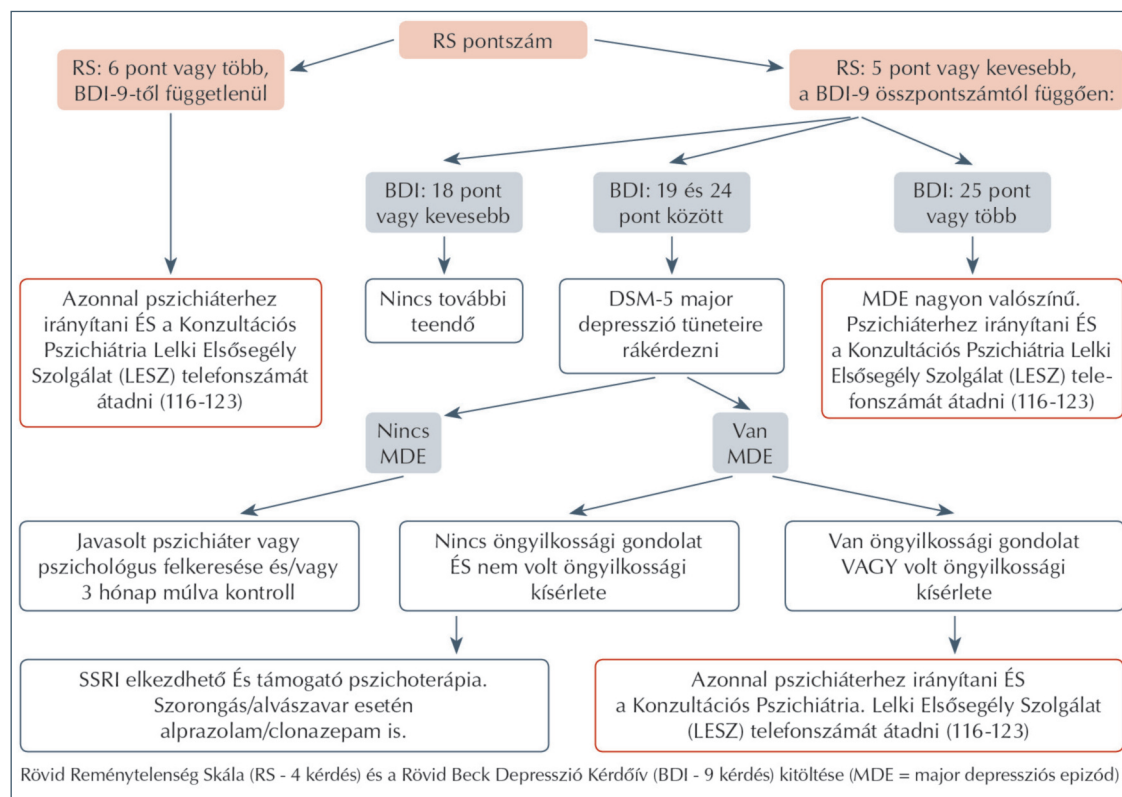 RS pontszám
RS: 6 pont vagy több,
BDI-9-től függetlenül
RS: 5 pont vagy kevesebb,
a BDI-9 összpontszámtól függően:
BDI: 18 pont
vagy kevesebb
BDI: 19 és 24
pont között
BDI: 25 pont
vagy több
Azonnal pszichiáterhez
irányítani ÉS a Konzultációs
Pszichiátria Lelki Elsősegély
Szolgálat (LESZ) telefonszámát
átadni (116-123)
Nincs további
teendő
DSM-5 major
depresszió tüneteire
rákérdezni
MDE nagyon valószínű.
Pszichiáterhez irányítani ÉS
a Konzultációs Pszichiátria Lelki
Elsősegély Szolgálat (LESZ) tele-
fonszámát átadni (116-123)
Nincs
MDE
Van
MDE
Javasolt pszichiáter vagy
pszichológus felkeresése és/vagy
3 hónap múlva kontroll
Nincs öngyilkossági gondolat
ÉS nem volt öngyilkossági
kísérlete
Van öngyilkossági gondolat
VAGY volt öngyilkossági
kísérlete
SSRI elkezdhető És támogató pszichoterápia.
Szorongás/alvászavar esetén
alprazolam/clonazepam is.
Azonnal pszichiáterhez irányítani ÉS
a Konzultációs Pszichiátria. Lelki Elsősegély Szolgálat
(LESZ) telefonszámát átadni (116-123)
Rövid Reménytelenség Skála (RS - 4 kérdés) és a Rövid Beck Depresszió Kérdőív (BDI - 9 kérdés) kitöltése (MDE = major depressziós epizód)